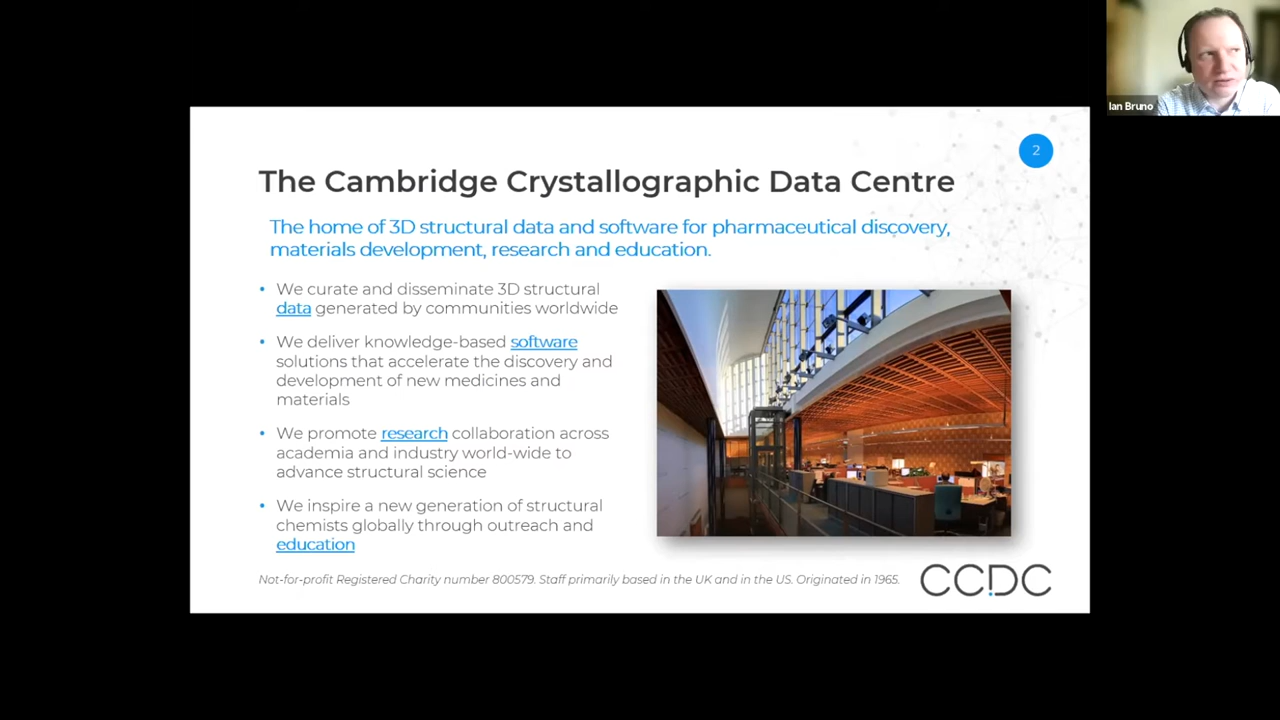 Ian Bruno
2
The Cambridge Crystallographic Data Centre
The home of 3D structural data and software for pharmaceutical discovery,
materials development, research and education.
• We curate and disseminate 3D structural
data generated by communities worldwide
• We deliver knowledge-based software
solutions that accelerate the discovery and
development of new medicines and
materials
• We promote research collaboration across
academia and industry world-wide to
advance structural science
• We inspire a new generation of structural
chemists globally through outreach and
education
Not-for-profit Registered Charity number 800579. Staff primarily based in the UK and in the US. Originated in 1965.
CCDC